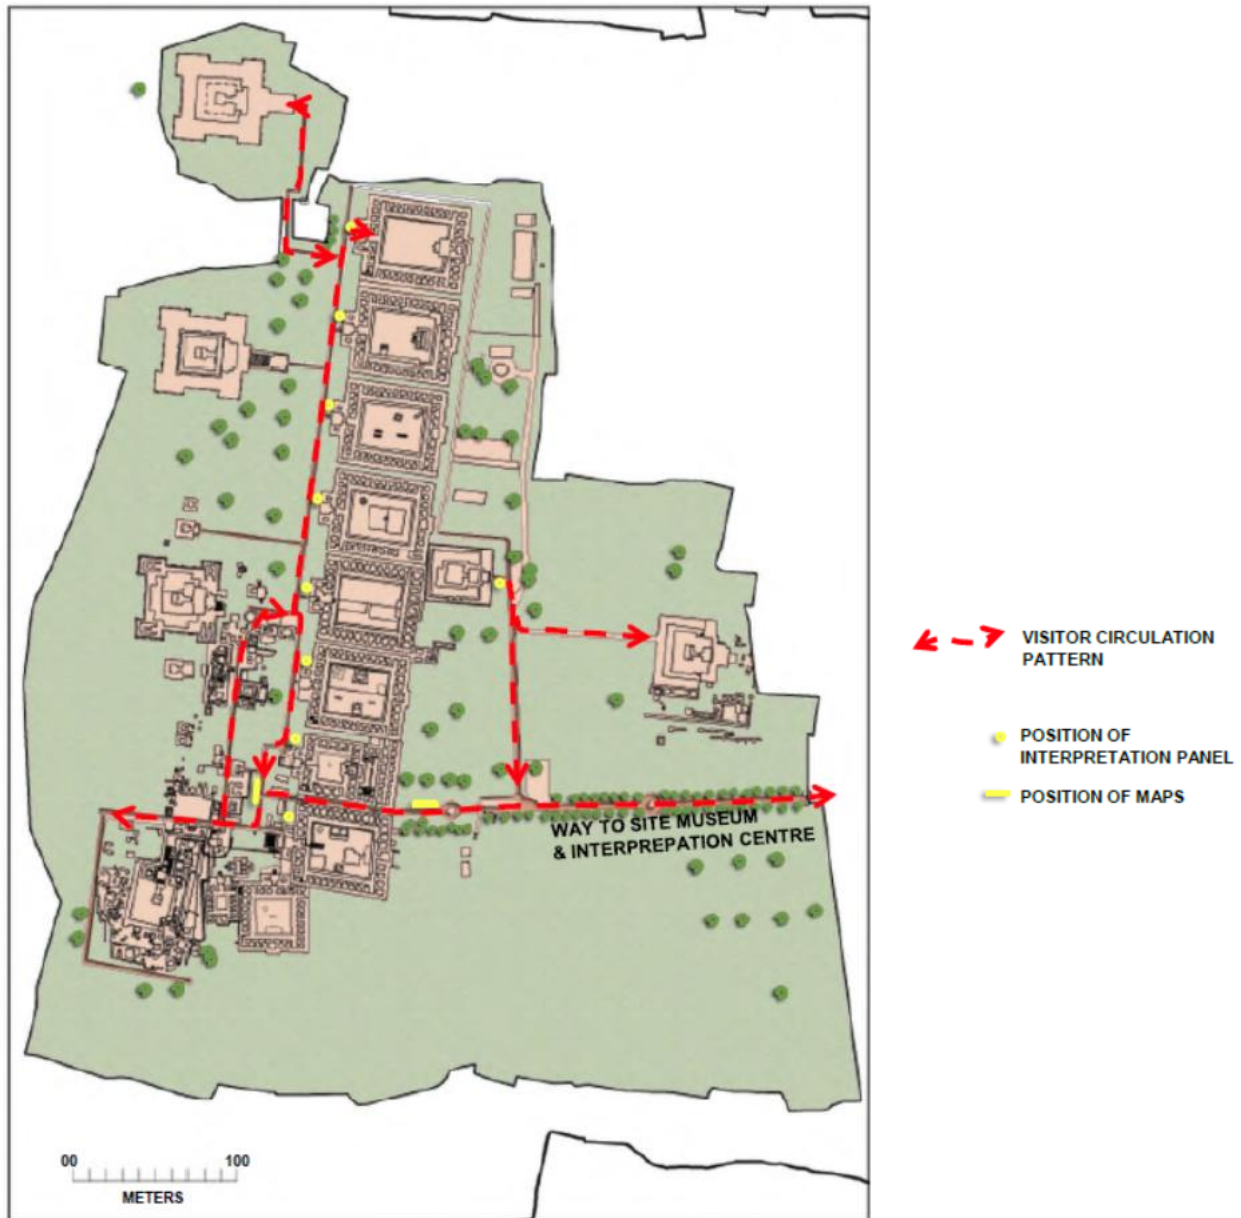 VISITOR CIRCULATION
PATTERN
POSITION OF
INTERPRETATION PANEL
POSITION OF MAPS
WAY TO SITE MUSEUM
& INTERPREPATION CENTRE
00 100
METERS